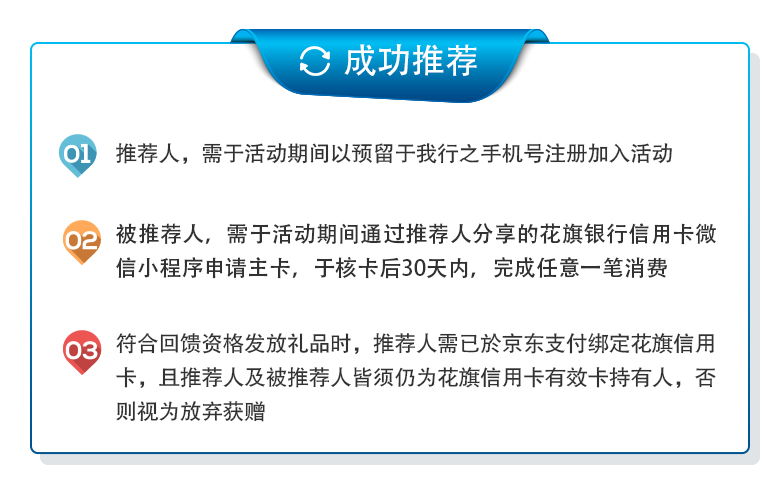 成功推荐
01
推荐人，需于活动期间以预留于我行之手机号注册加入活动
02
被推荐人，需于活动期间通过推荐人分享的花旗银行信用卡微
信小程序申请主卡，于核卡后30天内，完成任意一笔消费
03
符合回馈资格发放礼品时，推荐人需已於京东支付绑定花旗信用
卡，且推荐人及被推荐人皆须仍为花旗信用卡有效卡持有人，否
则视为放弃获赠